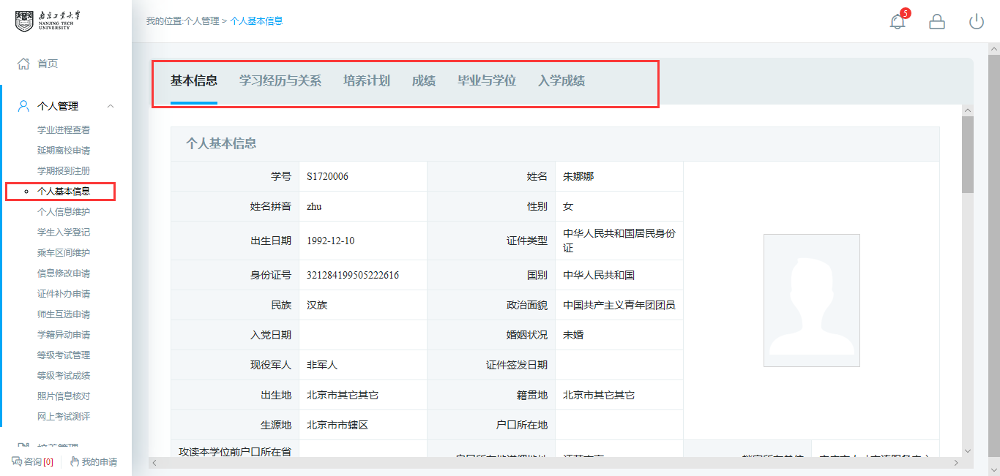 南京工业大学
NANJING TECH
UNIVERSITY
我的位置:个人管理 > 个人基本信息
5
首页
个人管理
学业进程查看
延期离校申请
学期报到注册
个人基本信息
个人信息维护
学生入学登记
乘车区间维护
信息修改申请
证件补办申请
师生互选申请
学籍异动申请
等级考试管理
等级考试成绩
照片信息核对
网上考试测评
培养管理
咨询[0] 我的申请
基本信息 学习经历与关系 培养计划 成绩 毕业与学位 入学成绩
个人基本信息
学号 S1720006 姓名 朱娜娜
姓名拼音 zhu 性别 女
出生日期 1992-12-10 证件类型 中华人民共和国居民身份
证
身份证号 321284199505222616 国别 中华人民共和国
民族 汉族 政治面貌 中国共产主义青年团团员
入党日期 婚姻状况 未婚
现役军人 非军人 证件签发日期
出生地 北京市其它其它 籍贯地 北京市其它其它
生源地 北京市市辖区 户口所在地
攻读本学位前户口所在省